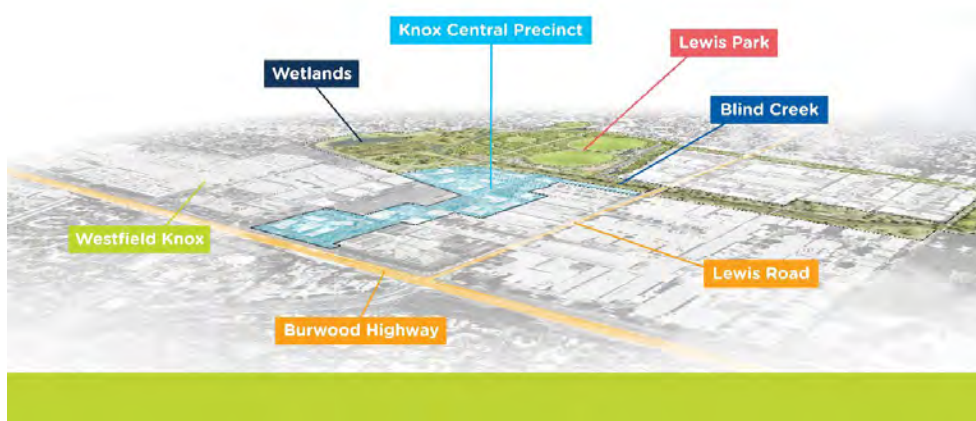 Knox Central Precinct
Lewis Park
Wetlands
Blind Creek
Westfield Knox
Lewis Road
Burwood Highway